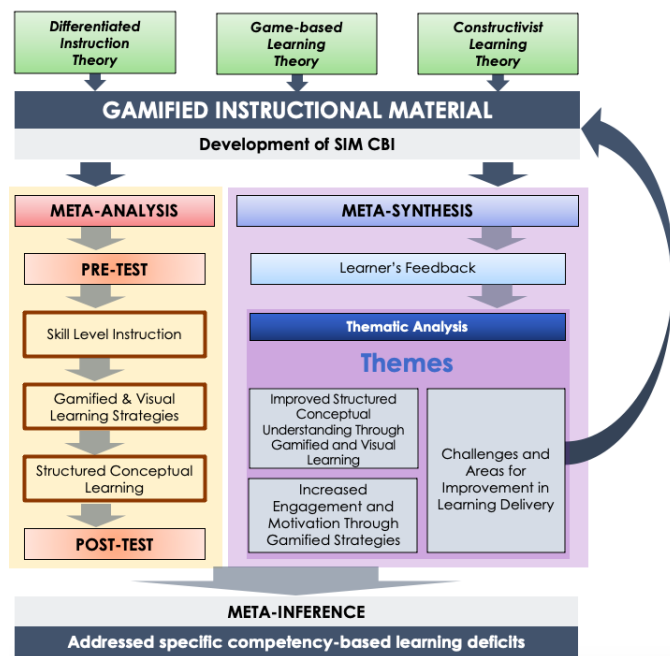 Differentiated
Instruction
Theory
Game-based
Learning
Theory
Constructivist
Learning
Theory
GAMIFIED INSTRUCTIONAL MATERIAL
Development of SIM CBI
META-ANALYSIS
PRE-TEST
Skill Level Instruction
Gamified & Visual
Learning Strategies
Structured Conceptual
Learning
POST-TEST
META-SYNTHESIS
Learner's Feedback
Thematic Analysis
Themes
Improved Structured
Conceptual
Understanding Through
Gamified and Visual
Learning
Increased
Engagement and
Motivation Through
Gamified Strategies
Challenges and
Areas for
Improvement in
Learning Delivery
META-INFERENCE
Addressed specific competency-based learning deficits